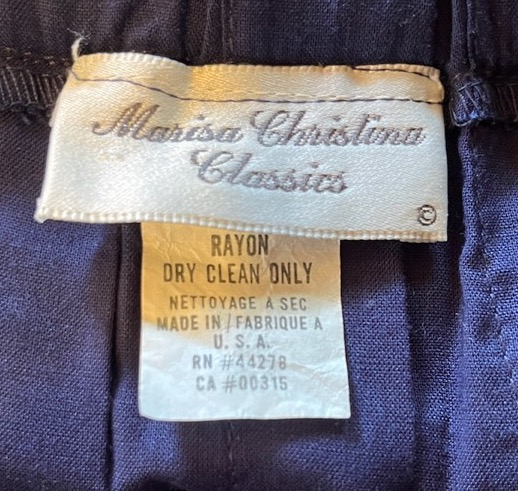 Marisa Christina
Classics
©
RAYON
DRY CLEAN ONLY
NETTOYAGE A SEC
MADE IN/FABRIQUE A
U. S. A.
RN #44278
CA #00315